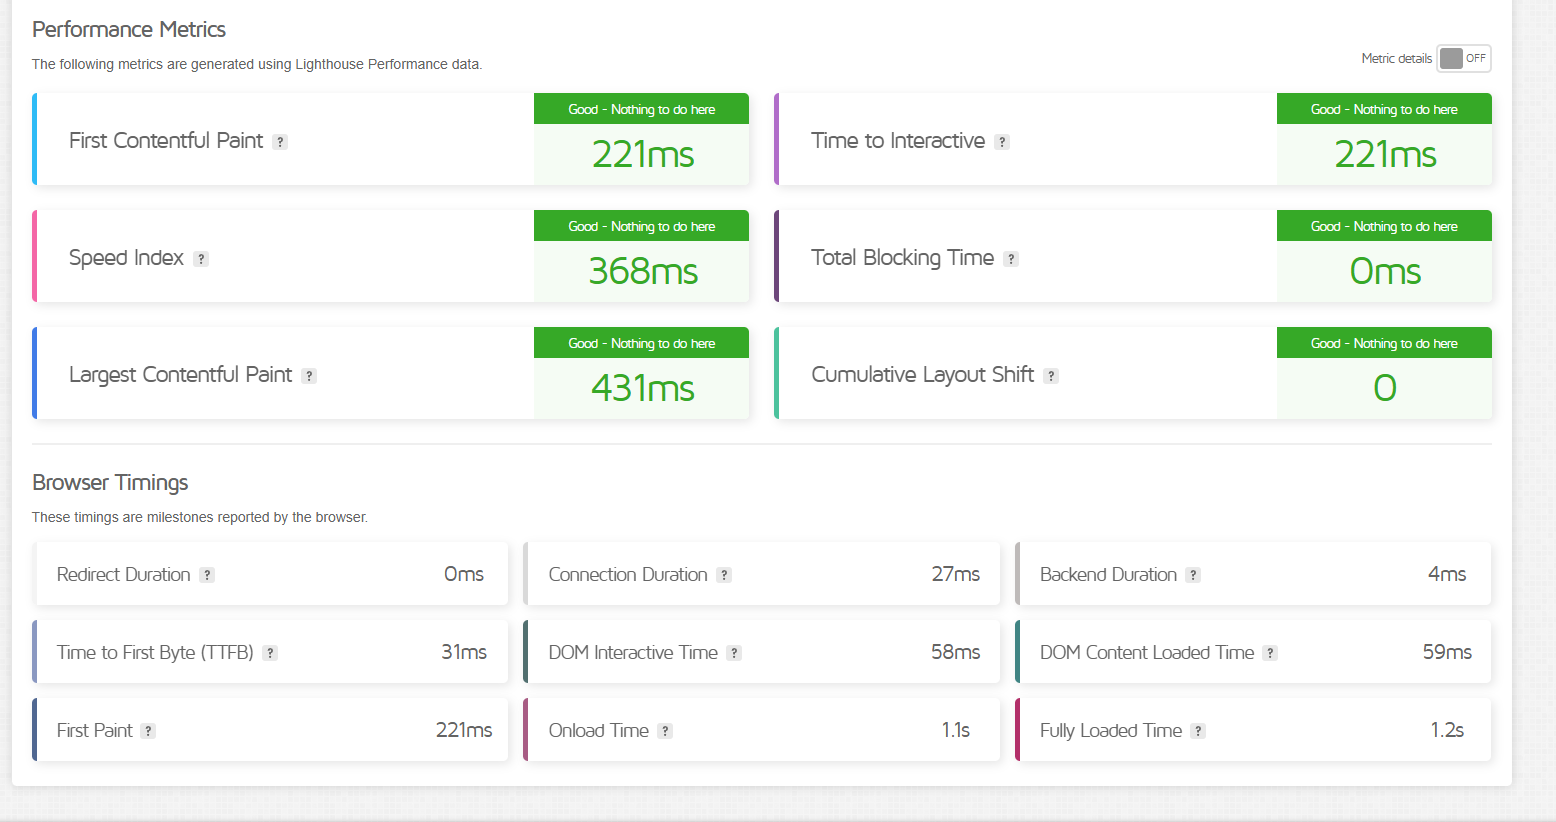 Performance Metrics
The following metrics are generated using Lighthouse Performance data.
Metric details OFF
First Contentful Paint ?
Good - Nothing to do here
221ms
Time to Interactive ?
Good - Nothing to do here
221ms
Speed Index ?
Good - Nothing to do here
368ms
Total Blocking Time ?
Good - Nothing to do here
0ms
Largest Contentful Paint ?
Good - Nothing to do here
431ms
Cumulative Layout Shift ?
Good - Nothing to do here
0
Browser Timings
These timings are milestones reported by the browser.
Redirect Duration ? 0ms
Connection Duration ? 27ms
Backend Duration ? 4ms
Time to First Byte (TTFB) ? 31ms
DOM Interactive Time ? 58ms
DOM Content Loaded Time ? 59ms
First Paint ? 221ms
Onload Time ? 1.1s
Fully Loaded Time ? 1.2s